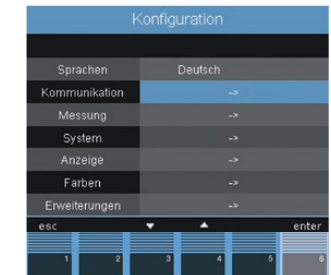 Konfiguration
Sprachen Deutsch
Kommunikation ->
Messung ->
System ->
Anzeige ->
Farben ->
Erweiterungen ->
esc ▼ ▲ enter
1 2 3 4 5 6